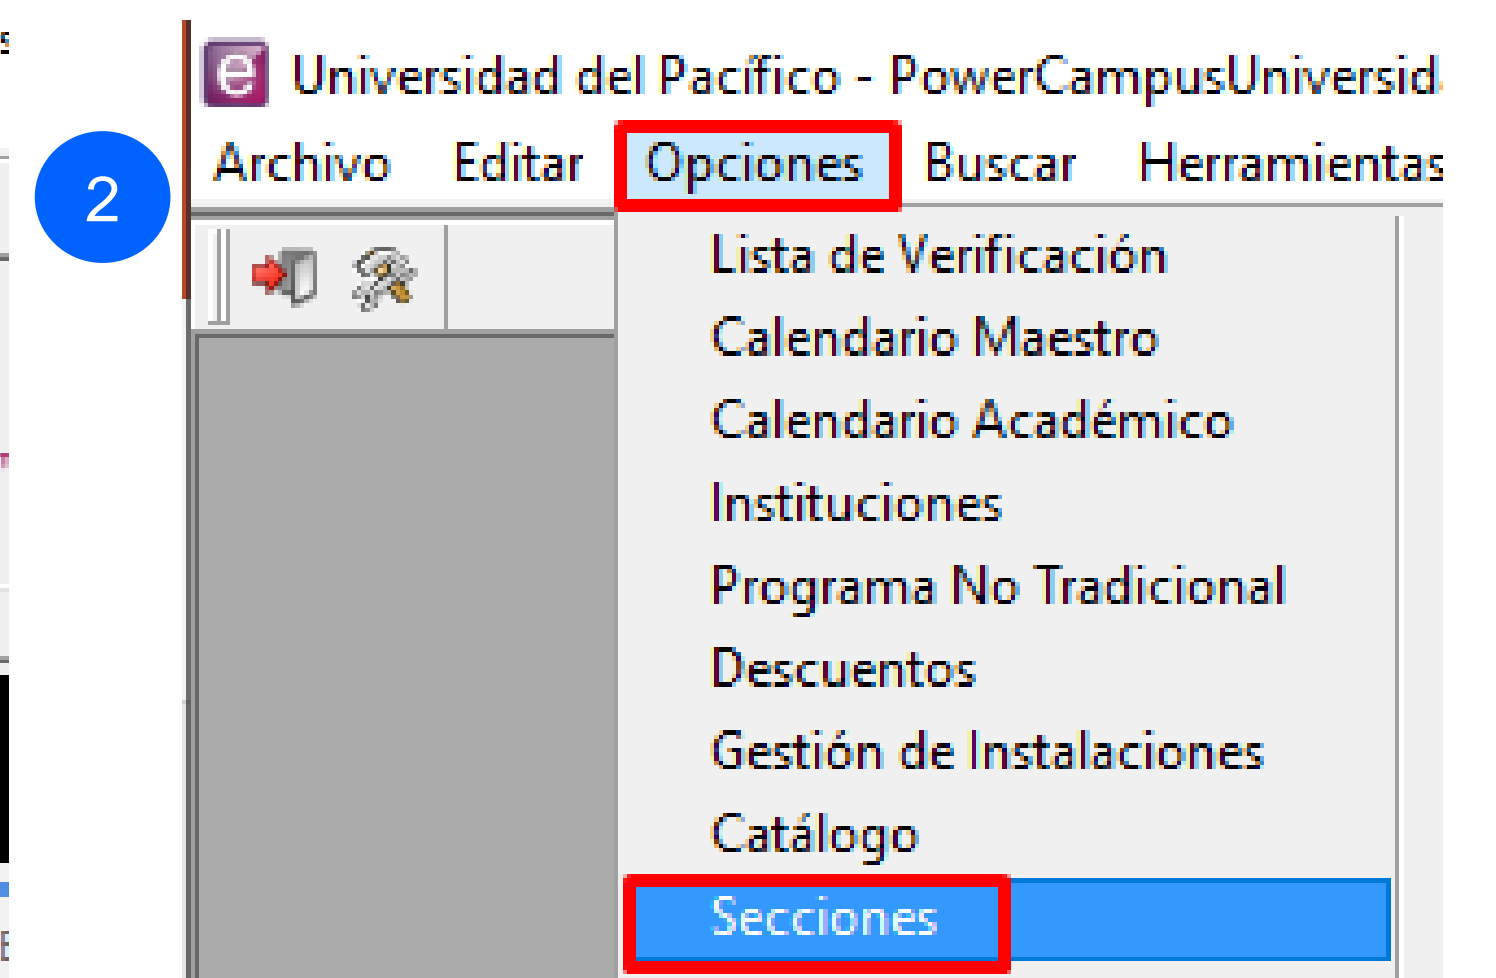 Universidad del Pacífico - PowerCampusUniversid
Archivo Editar Opciones Buscar Herramientas
2
Lista de Verificación
Calendario Maestro
Calendario Académico
Instituciones
Programa No Tradicional
Descuentos
Gestión de Instalaciones
Catálogo
Secciones